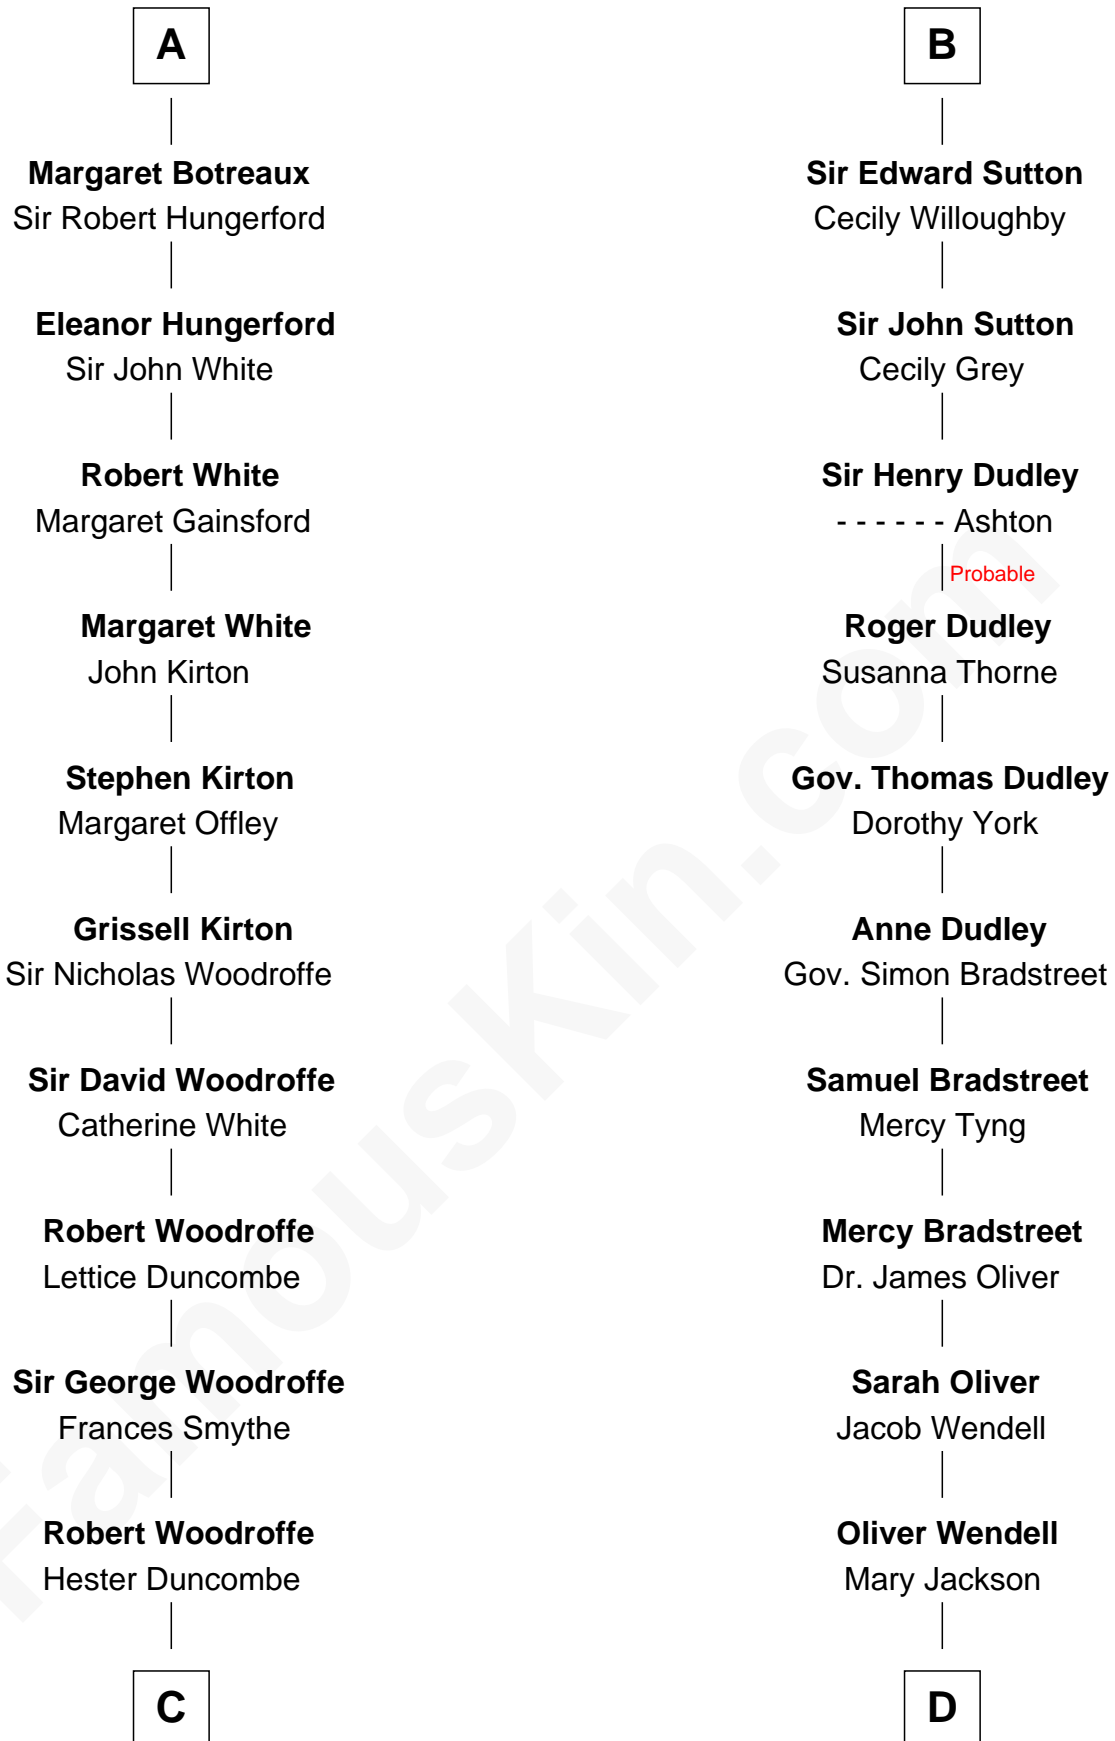 A
Margaret Botreaux
Sir Robert Hungerford
Eleanor Hungerford
Sir John White
Robert White
Margaret Gainsford
Margaret White
John Kirton
Stephen Kirton
Margaret Offley
Grissell Kirton
Sir Nicholas Woodroffe
Sir David Woodroffe
Catherine White
Robert Woodroffe
Lettice Duncombe
Sir George Woodroffe
Frances Smythe
Robert Woodroffe
Hester Duncombe
C
B
Sir Edward Sutton
Cecily Willoughby
Sir John Sutton
Cecily Grey
Sir Henry Dudley
- - - - - - Ashton
Probable
Roger Dudley
Susanna Thorne
Gov. Thomas Dudley
Dorothy York
Anne Dudley
Gov. Simon Bradstreet
Samuel Bradstreet
Mercy Tyng
Mercy Bradstreet
Dr. James Oliver
Sarah Oliver
Jacob Wendell
Oliver Wendell
Mary Jackson
D
FamousKin.com